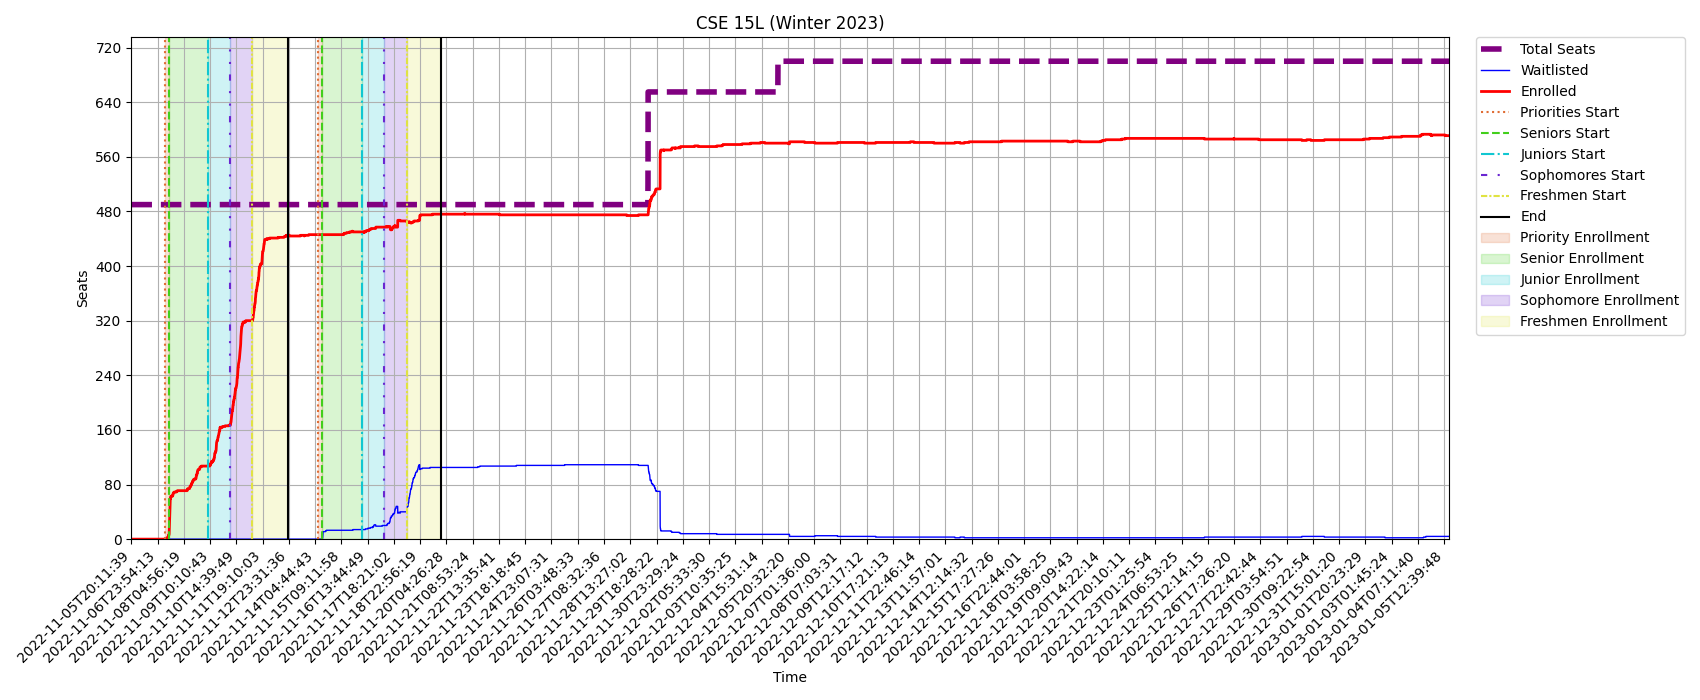 CSE 15L (Winter 2023)
720
640
560
480
400
320
240
160
80
0
Seats
2022-11-05T20:11:39
2022-11-06T23:54:13
2022-11-08T04:56:19
2022-11-09T10:10:43
2022-11-10T14:39:49
2022-11-11T19:10:03
2022-11-12T23:31:36
2022-11-14T04:44:43
2022-11-15T09:11:58
2022-11-16T13:44:49
2022-11-17T18:21:02
2022-11-18T22:56:19
2022-11-20T04:26:28
2022-11-21T08:53:24
2022-11-22T13:35:41
2022-11-23T18:18:45
2022-11-24T23:07:31
2022-11-26T03:48:33
2022-11-27T08:32:36
2022-11-28T13:27:02
2022-11-29T18:28:22
2022-11-30T23:29:24
2022-12-02T05:33:30
2022-12-03T10:35:25
2022-12-04T15:31:14
2022-12-05T20:32:20
2022-12-07T01:36:00
2022-12-08T07:03:31
2022-12-09T12:17:12
2022-12-10T17:21:13
2022-12-11T22:46:14
2022-12-13T11:57:01
2022-12-14T12:14:32
2022-12-15T17:27:26
2022-12-16T22:44:01
2022-12-18T03:58:25
2022-12-19T09:09:43
2022-12-20T14:22:14
2022-12-21T20:10:11
2022-12-23T01:25:54
2022-12-24T06:53:25
2022-12-25T12:14:15
2022-12-26T17:26:20
2022-12-27T22:42:44
2022-12-29T03:54:51
2022-12-30T09:22:54
2022-12-31T15:01:20
2023-01-01T20:23:29
2023-01-03T01:45:24
2023-01-04T07:11:40
2023-01-05T12:39:48
Time
Total Seats
Waitlisted
Enrolled
Priorities Start
Seniors Start
Juniors Start
Sophomores Start
Freshmen Start
End
Priority Enrollment
Senior Enrollment
Junior Enrollment
Sophomore Enrollment
Freshmen Enrollment